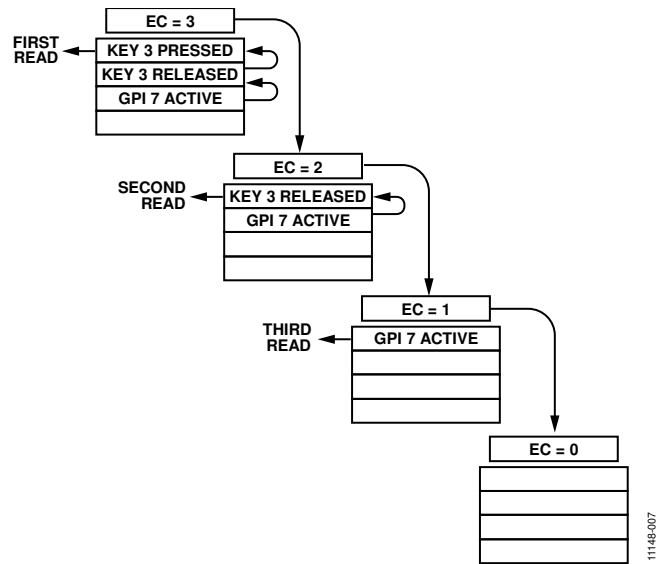 EC = 3
FIRST
READ
KEY 3 PRESSED
KEY 3 RELEASED
GPI 7 ACTIVE
EC = 2
SECOND
READ
KEY 3 RELEASED
GPI 7 ACTIVE
EC = 1
THIRD
READ
GPI 7 ACTIVE
EC = 0
11148-007